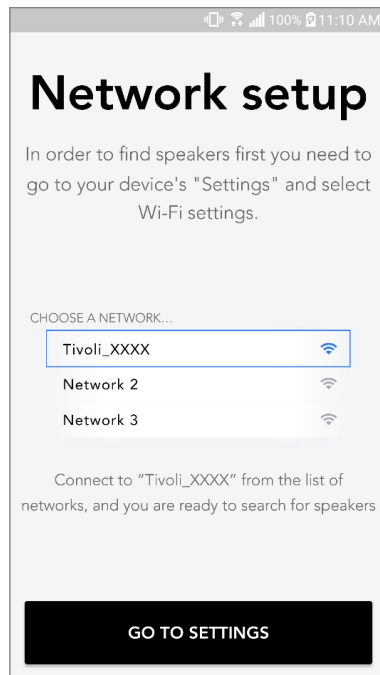 100% 11:10 AM
Network setup
In order to find speakers first you need to
go to your device's "Settings" and select
Wi-Fi settings.
CHOOSE A NETWORK...
Tivoli_XXXX
Network 2
Network 3
Connect to “Tivoli_XXXX” from the list of
networks, and you are ready to search for speakers
GO TO SETTINGS